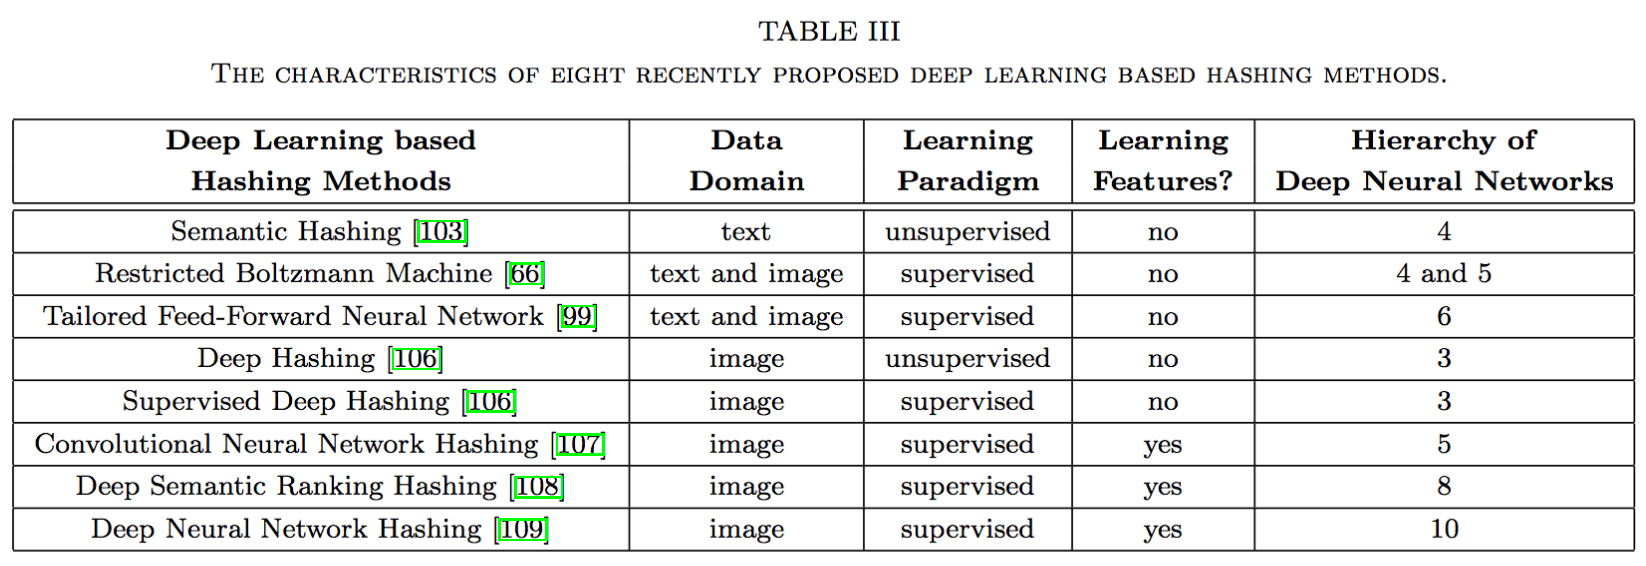 TABLE III
THE CHARACTERISTICS OF EIGHT RECENTLY PROPOSED DEEP LEARNING BASED HASHING METHODS.
Deep Learning based Hashing Methods | Data Domain | Learning Paradigm | Learning Features? | Hierarchy of Deep Neural Networks
Semantic Hashing [103] | text | unsupervised | no | 4
Restricted Boltzmann Machine [66] | text and image | supervised | no | 4 and 5
Tailored Feed-Forward Neural Network [99] | text and image | supervised | no | 6
Deep Hashing [106] | image | unsupervised | no | 3
Supervised Deep Hashing [106] | image | supervised | no | 3
Convolutional Neural Network Hashing [107] | image | supervised | yes | 5
Deep Semantic Ranking Hashing [108] | image | supervised | yes | 8
Deep Neural Network Hashing [109] | image | supervised | yes | 10